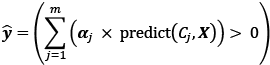 ŷ = (∑_{j=1}^{m} (α_j × predict(C_j, X)) > 0)